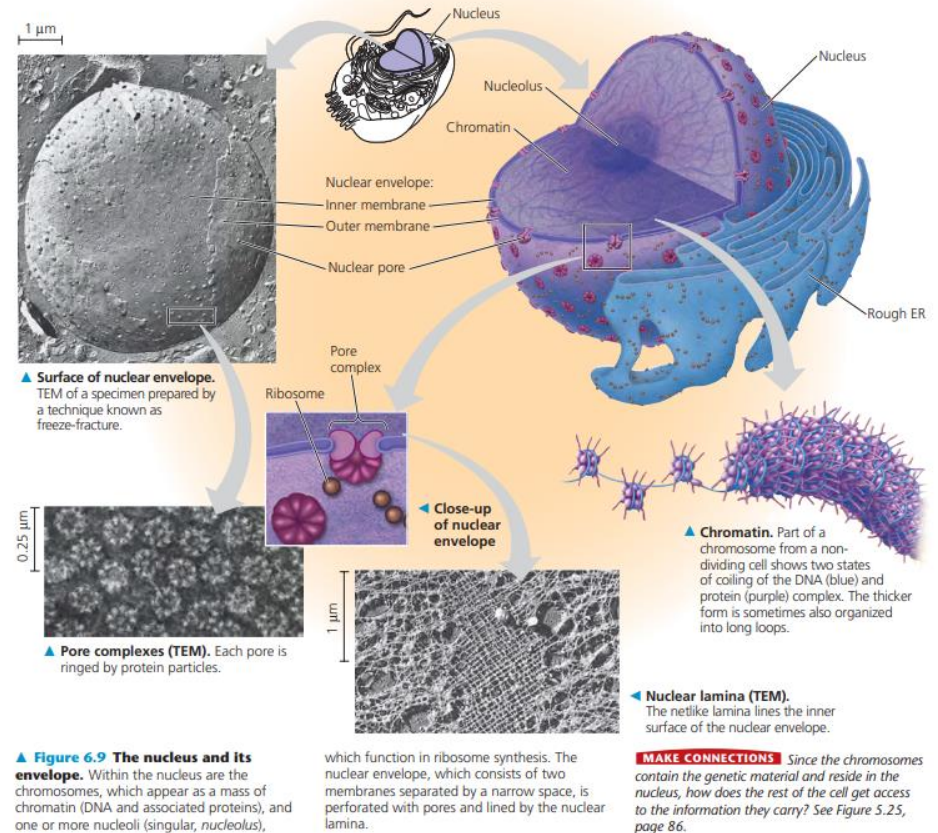 1 μm
Nucleus
Nucleus
Nucleolus
Chromatin
Nuclear envelope:
Inner membrane
Outer membrane
Nuclear pore
Rough ER
▲ Surface of nuclear envelope.
TEM of a specimen prepared by
a technique known as
freeze-fracture.
Pore
complex
Ribosome
◄ Close-up
of nuclear
envelope
0.25 μm
▲ Pore complexes (TEM). Each pore is
ringed by protein particles.
1 μm
▲ Chromatin. Part of a
chromosome from a non-
dividing cell shows two states
of coiling of the DNA (blue) and
protein (purple) complex. The thicker
form is sometimes also organized
into long loops.
◄ Nuclear lamina (TEM).
The netlike lamina lines the inner
surface of the nuclear envelope.
▲ Figure 6.9 The nucleus and its
envelope. Within the nucleus are the
chromosomes, which appear as a mass of
chromatin (DNA and associated proteins), and
one or more nucleoli (singular, nucleolus),
which function in ribosome synthesis. The
nuclear envelope, which consists of two
membranes separated by a narrow space, is
perforated with pores and lined by the nuclear
lamina.
MAKE CONNECTIONS Since the chromosomes
contain the genetic material and reside in the
nucleus, how does the rest of the cell get access
to the information they carry? See Figure 5.25,
page 86.